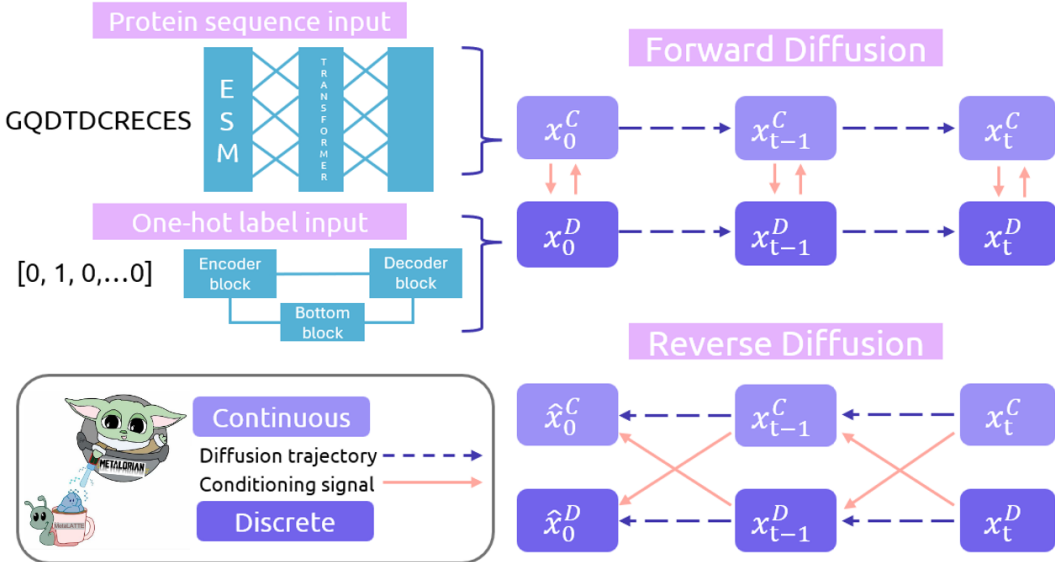 Protein sequence input
GQDTDCRECES
ESM
TRANSFORMER
One-hot label input
[0, 1, 0,...0]
Encoder
block
Decoder
block
Bottom
block
Forward Diffusion
x_0^C
x_{t-1}^C
x_t^C
x_0^D
x_{t-1}^D
x_t^D
Reverse Diffusion
x̂_0^C
x_{t-1}^C
x_t^C
x̂_0^D
x_{t-1}^D
x_t^D
METALORIAN
Continuous
Diffusion trajectory
Conditioning signal
Discrete